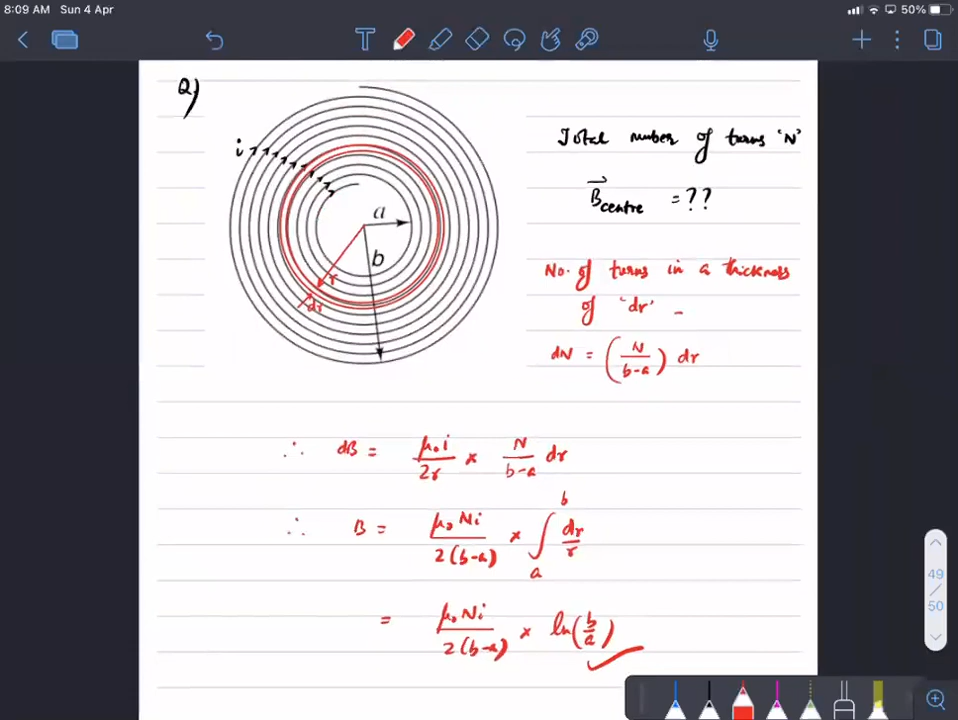 8:09 AM Sun 4 Apr
50%
Q)
i
a
b
r
dr
Total number of turns 'N'
B⃗centre = ??
No. of turns in a thickness
of 'dr' -
dN = (N/(b-a)) dr
∴ dB = μ₀i/2r × N/(b-a) dr
∴ B = μ₀Ni/2(b-a) × ∫ₐᵇ dr/r
= μ₀Ni/2(b-a) × ln(b/a)
49
/
50